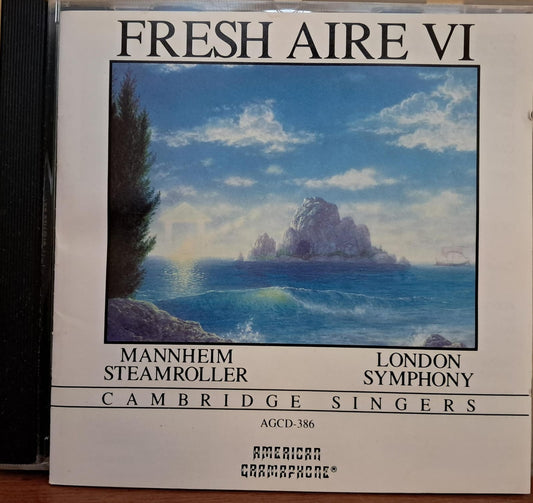 FRESH AIRE VI
MANNHEIM STEAMROLLER
LONDON SYMPHONY
CAMBRIDGE SINGERS
AGCD-386
AMERICAN
GRAMAPHONE®